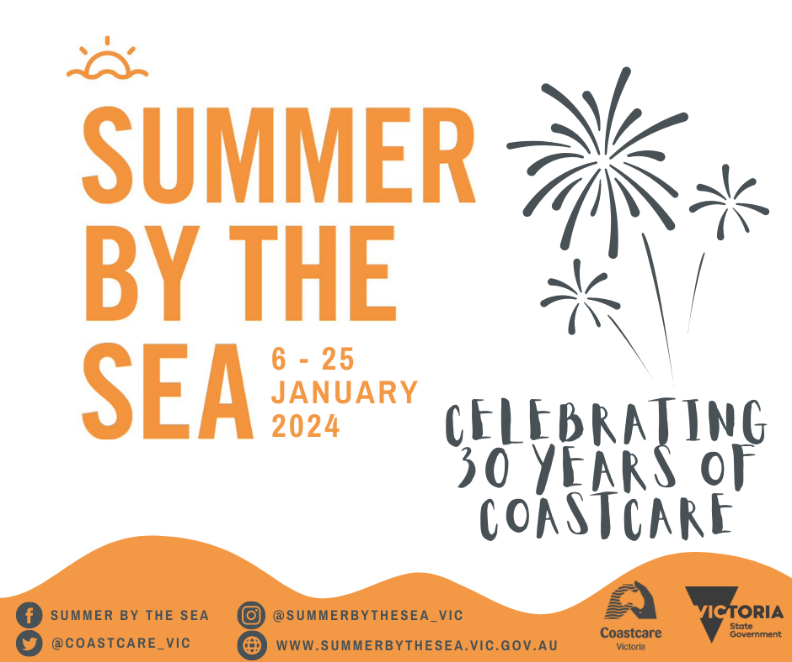 SUMMER
BY THE
SEA
6 - 25
JANUARY
2024
CELEBRATING
30 YEARS OF
COASTCARE
SUMMER BY THE SEA
@SUMMERBYTHESEA_VIC
@COASTCARE_VIC
WWW.SUMMERBYTHESEA.VIC.GOV.AU
Coastcare
Victoria
VICTORIA
State
Government